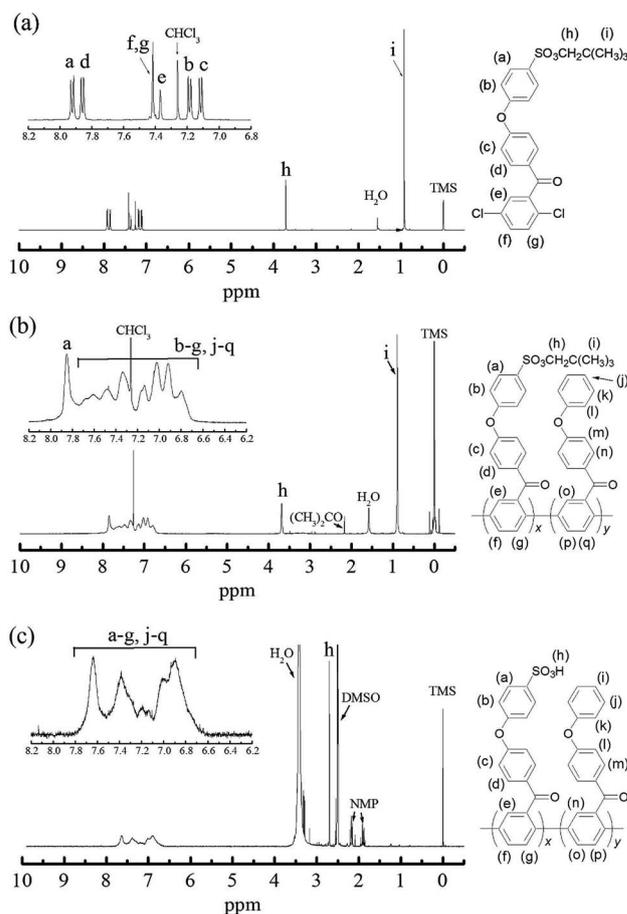 (a)
a
d
f,g
e
CHCl₃
b
c
8.2 8.0 7.8 7.6 7.4 7.2 7.0 6.8
h
i
H₂O
TMS
10 9 8 7 6 5 4 3 2 1 0
ppm
(h) (i)
SO₃CH₂C(CH₃)₃
(a)
(b)
O
(c)
(d)
O
(e)
Cl
Cl
(f) (g)
(b)
a
CHCl₃
b-g, j-q
8.2 8.0 7.8 7.6 7.4 7.2 7.0 6.8 6.6 6.4 6.2
h
(CH₃)₂CO
H₂O
i
TMS
10 9 8 7 6 5 4 3 2 1 0
ppm
(h) (i)
SO₃CH₂C(CH₃)₃
(a)
(j)
(b)
(k)
(l)
O
O
(c)
(m)
(d)
(n)
O
O
(e)
(o)
x
y
(f) (g)
(p) (q)
(c)
a-g, j-q
8.2 8.0 7.8 7.6 7.4 7.2 7.0 6.8 6.6 6.4 6.2
H₂O
h
DMSO
NMP
TMS
10 9 8 7 6 5 4 3 2 1 0
ppm
(h)
SO₃H
(a)
(i)
(b)
(j)
(k)
O
O
(c)
(l)
(d)
(m)
O
O
(e)
(n)
x
y
(f) (g)
(o) (p)